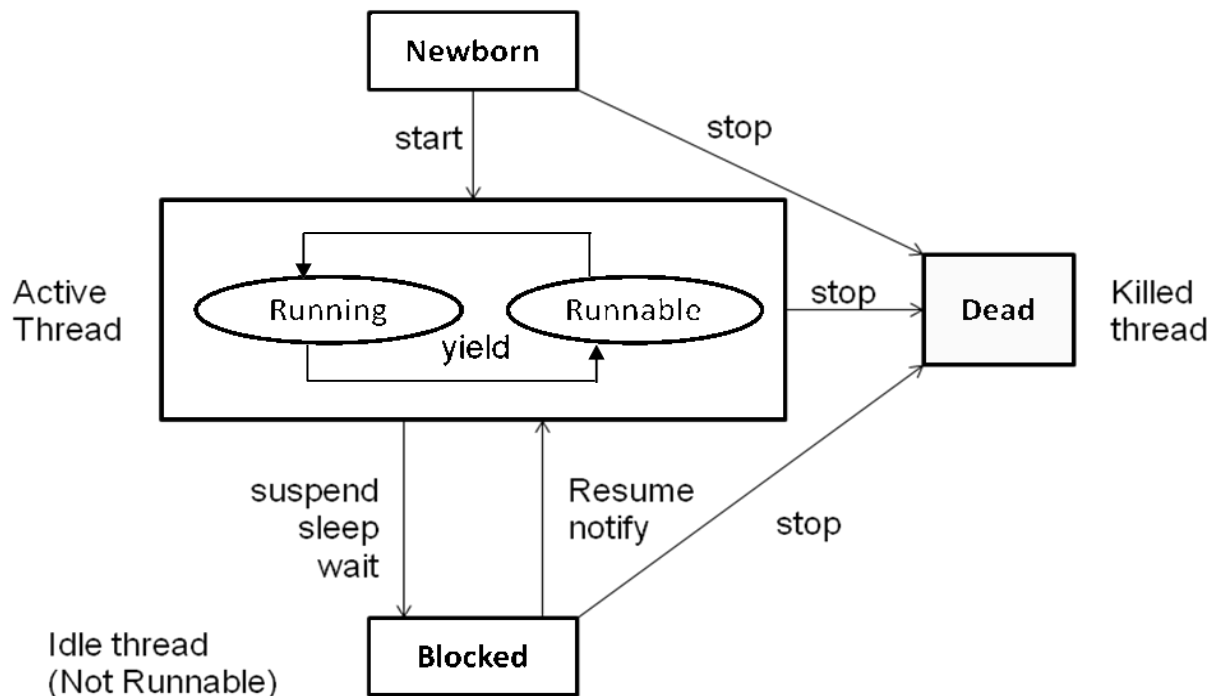 Newborn
start
stop
Active
Thread
Running
Runnable
yield
stop
Dead
Killed
thread
suspend
sleep
wait
Resume
notify
stop
Idle thread
(Not Runnable)
Blocked